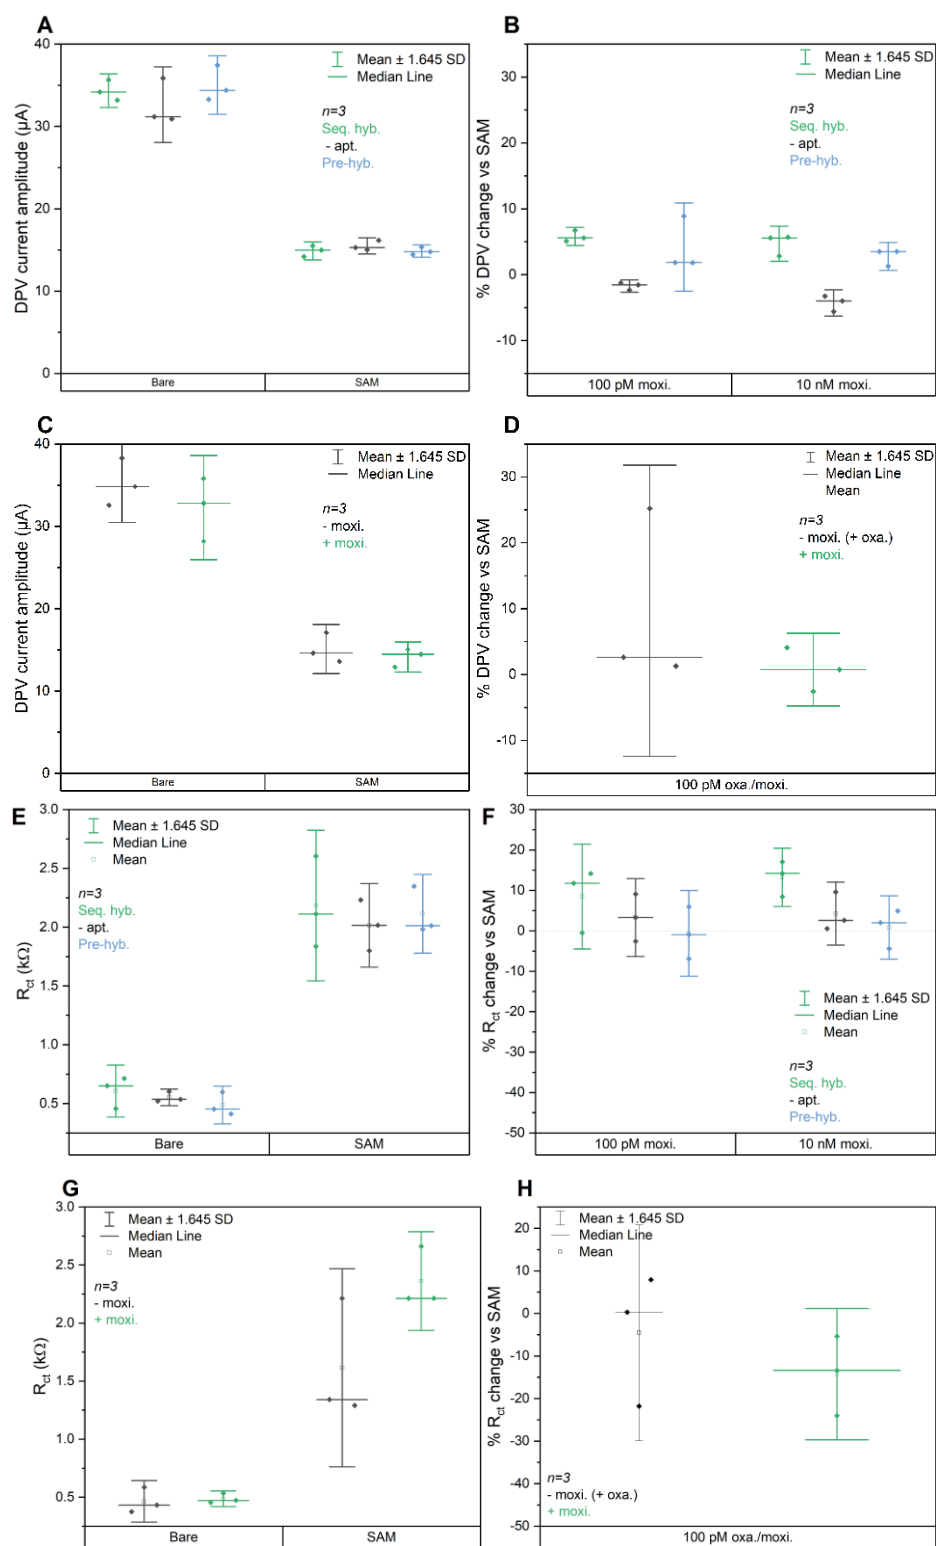 A
DPV current amplitude (µA)
40
30
20
10
0
Mean ± 1.645 SD
Median Line
n=3
Seq. hyb.
- apt.
Pre-hyb.
Bare
SAM
B
% DPV change vs SAM
30
20
10
0
-10
Mean ± 1.645 SD
Median Line
n=3
Seq. hyb.
- apt.
Pre-hyb.
100 pM moxi.
10 nM moxi.
C
DPV current amplitude (µA)
40
30
20
10
0
Mean ± 1.645 SD
Median Line
n=3
- moxi.
+ moxi.
Bare
SAM
D
% DPV change vs SAM
30
20
10
0
-10
Mean ± 1.645 SD
Median Line
Mean
n=3
- moxi. (+ oxa.)
+ moxi.
100 pM oxa./moxi.
E
Rct (kΩ)
3.0
2.5
2.0
1.5
1.0
0.5
Mean ± 1.645 SD
Median Line
Mean
n=3
Seq. hyb.
- apt.
Pre-hyb.
Bare
SAM
F
% Rct change vs SAM
30
20
10
0
-10
-20
-30
-40
-50
Mean ± 1.645 SD
Median Line
Mean
n=3
Seq. hyb.
- apt.
Pre-hyb.
100 pM moxi.
10 nM moxi.
G
Rct (kΩ)
3.0
2.5
2.0
1.5
1.0
0.5
Mean ± 1.645 SD
Median Line
Mean
n=3
- moxi.
+ moxi.
Bare
SAM
H
% Rct change vs SAM
20
10
0
-10
-20
-30
-40
-50
Mean ± 1.645 SD
Median Line
Mean
n=3
- moxi. (+ oxa.)
+ moxi.
100 pM oxa./moxi.